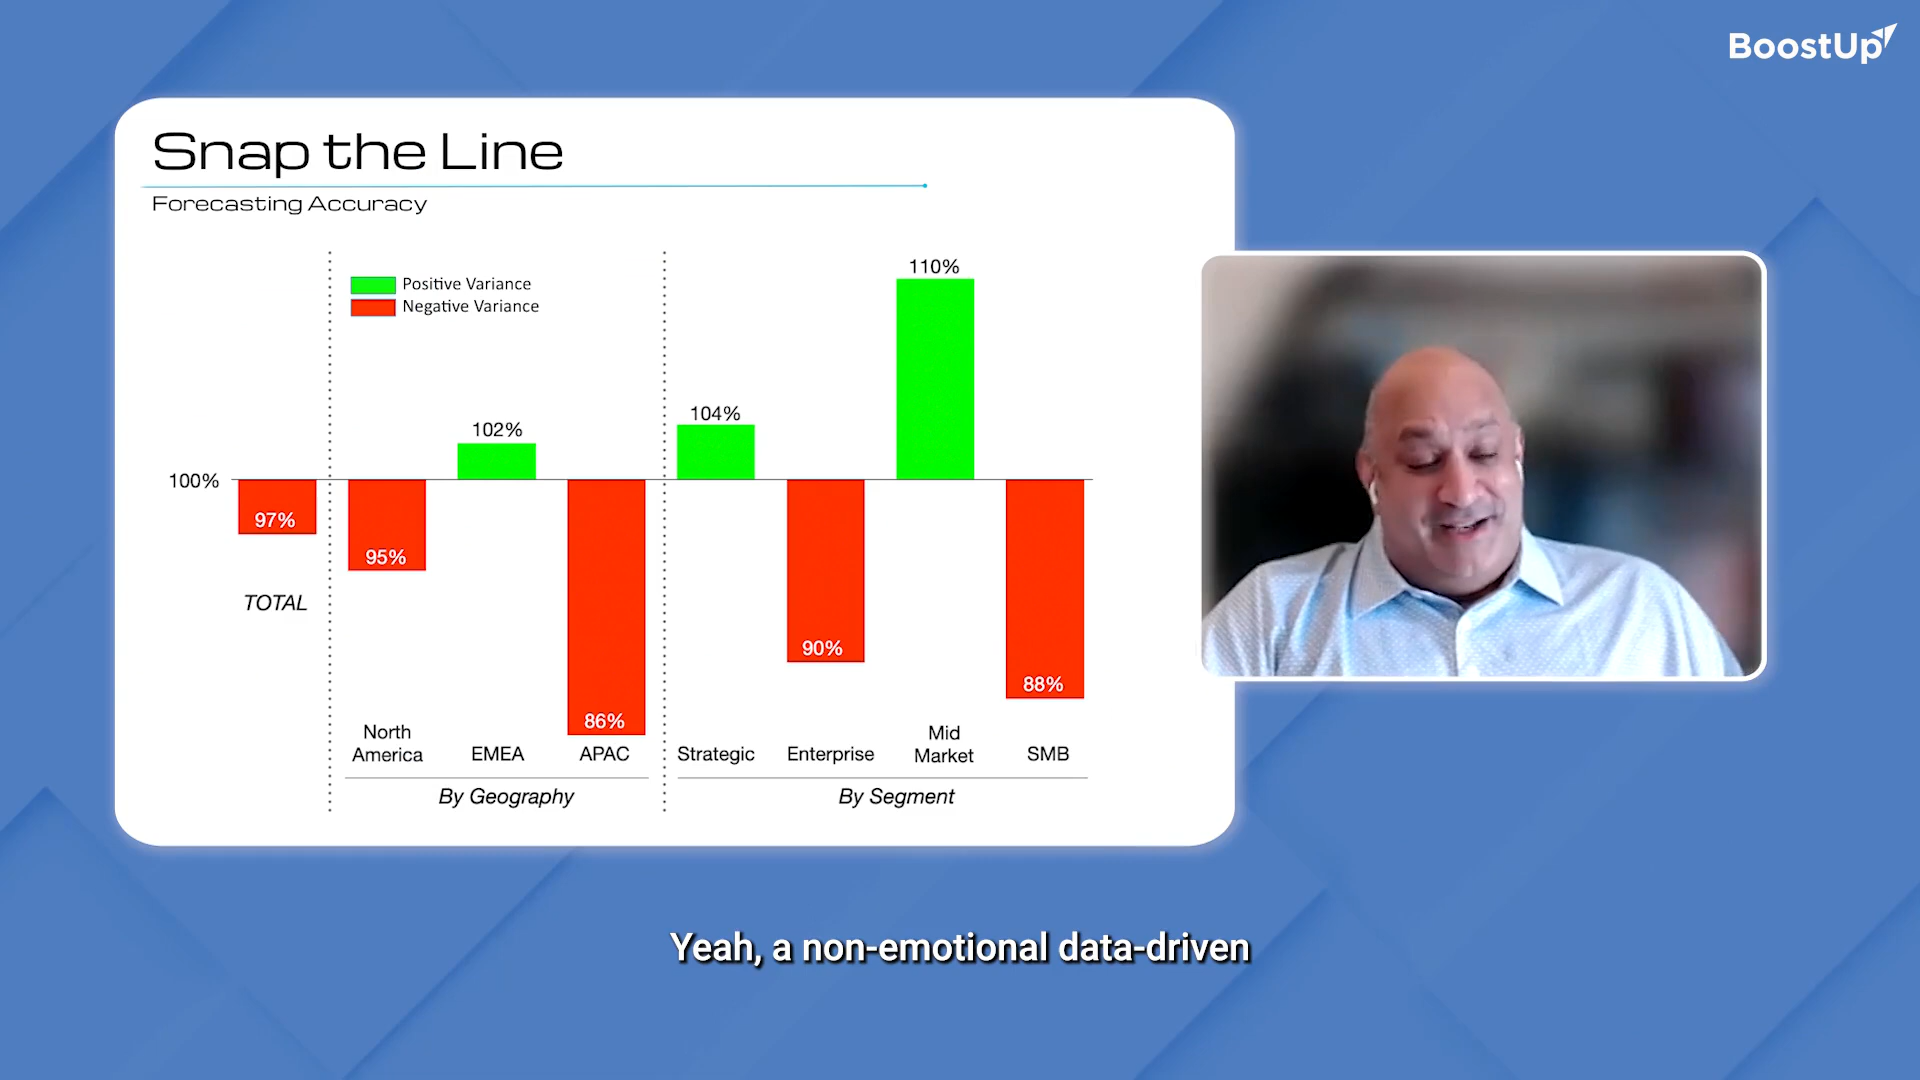 BoostUp
Snap the Line
Forecasting Accuracy
Positive Variance
Negative Variance
110%
104%
102%
100%
97%
95%
90%
88%
86%
TOTAL
North
America
EMEA
APAC
Strategic
Enterprise
Mid
Market
SMB
By Geography
By Segment
Yeah, a non-emotional data-driven